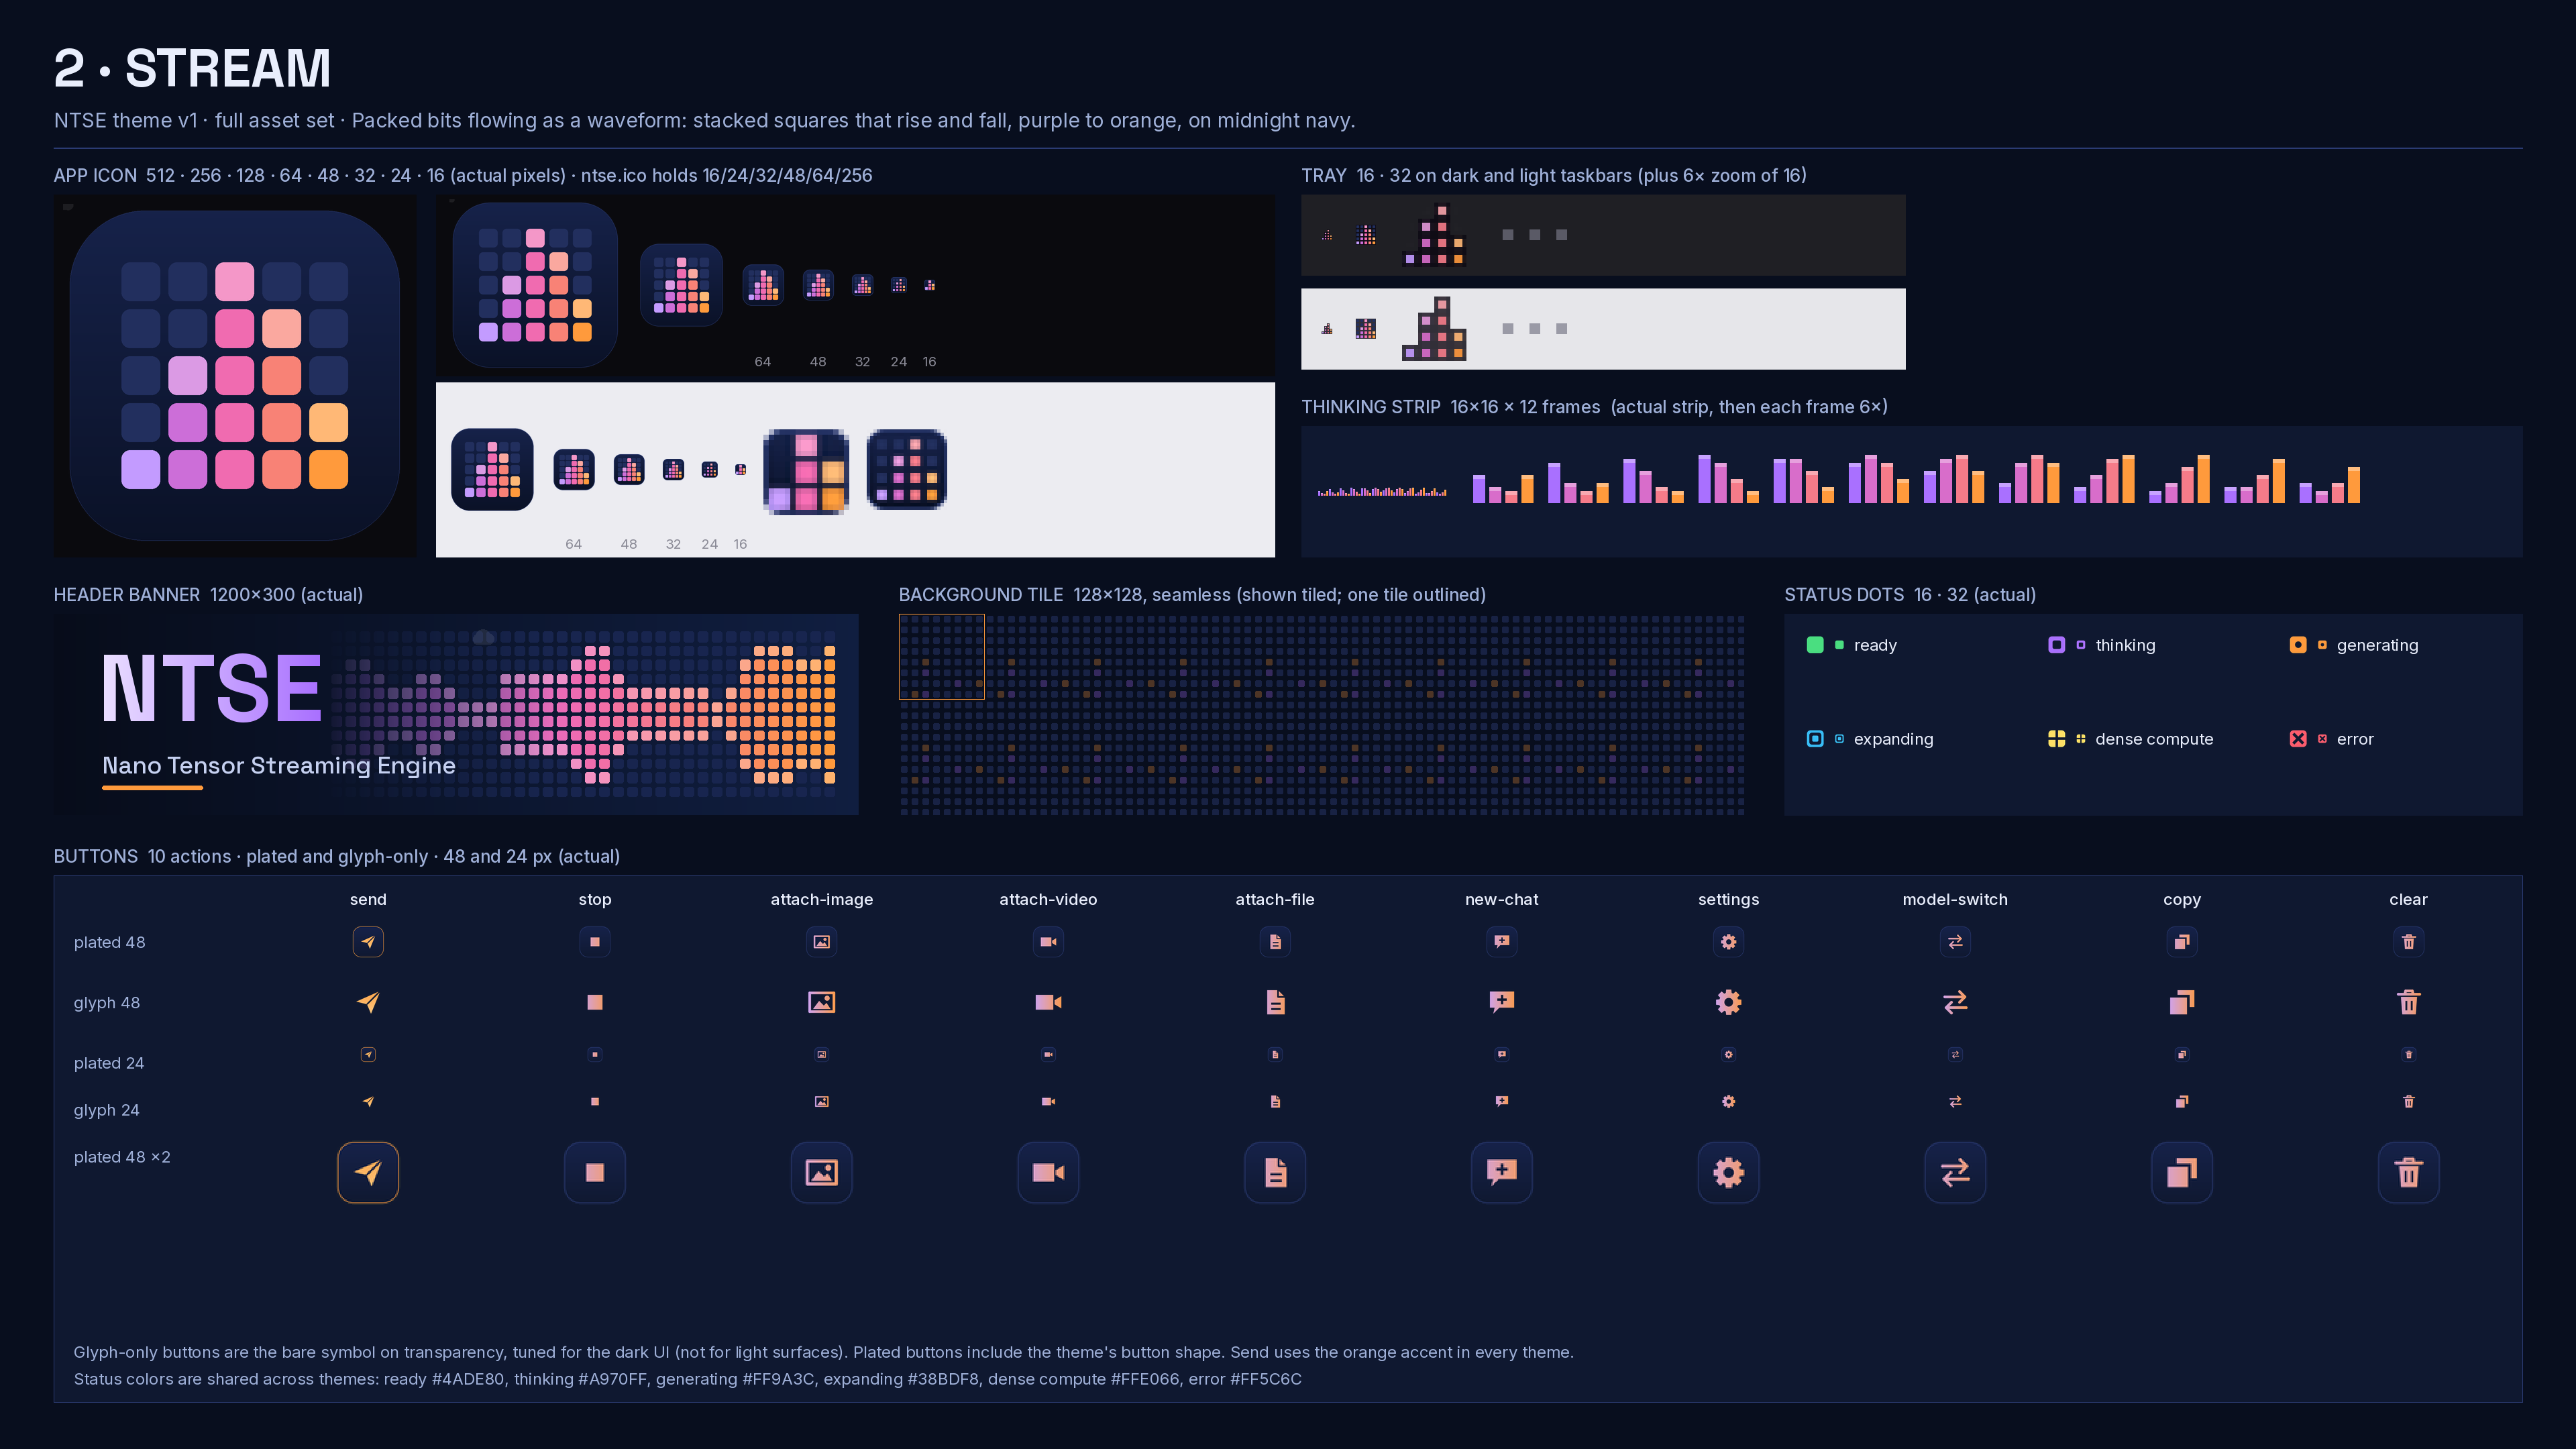 2 · STREAM
NTSE theme v1 · full asset set · Packed bits flowing as a waveform: stacked squares that rise and fall, purple to orange, on midnight navy.
APP ICON 512 · 256 · 128 · 64 · 48 · 32 · 24 · 16 (actual pixels) · ntse.ico holds 16/24/32/48/64/256
64 48 32 24 16
64 48 32 24 16
TRAY 16 · 32 on dark and light taskbars (plus 6× zoom of 16)
THINKING STRIP 16×16 × 12 frames (actual strip, then each frame 6×)
HEADER BANNER 1200×300 (actual)
NTSE
Nano Tensor Streaming Engine
BACKGROUND TILE 128×128, seamless (shown tiled; one tile outlined)
STATUS DOTS 16 · 32 (actual)
ready thinking generating
expanding dense compute error
BUTTONS 10 actions · plated and glyph-only · 48 and 24 px (actual)
send stop attach-image attach-video attach-file new-chat settings model-switch copy clear
plated 48
glyph 48
plated 24
glyph 24
plated 48 ×2
Glyph-only buttons are the bare symbol on transparency, tuned for the dark UI (not for light surfaces). Plated buttons include the theme's button shape. Send uses the orange accent in every theme.
Status colors are shared across themes: ready #4ADE80, thinking #A970FF, generating #FF9A3C, expanding #38BDF8, dense compute #FFE066, error #FF5C6C